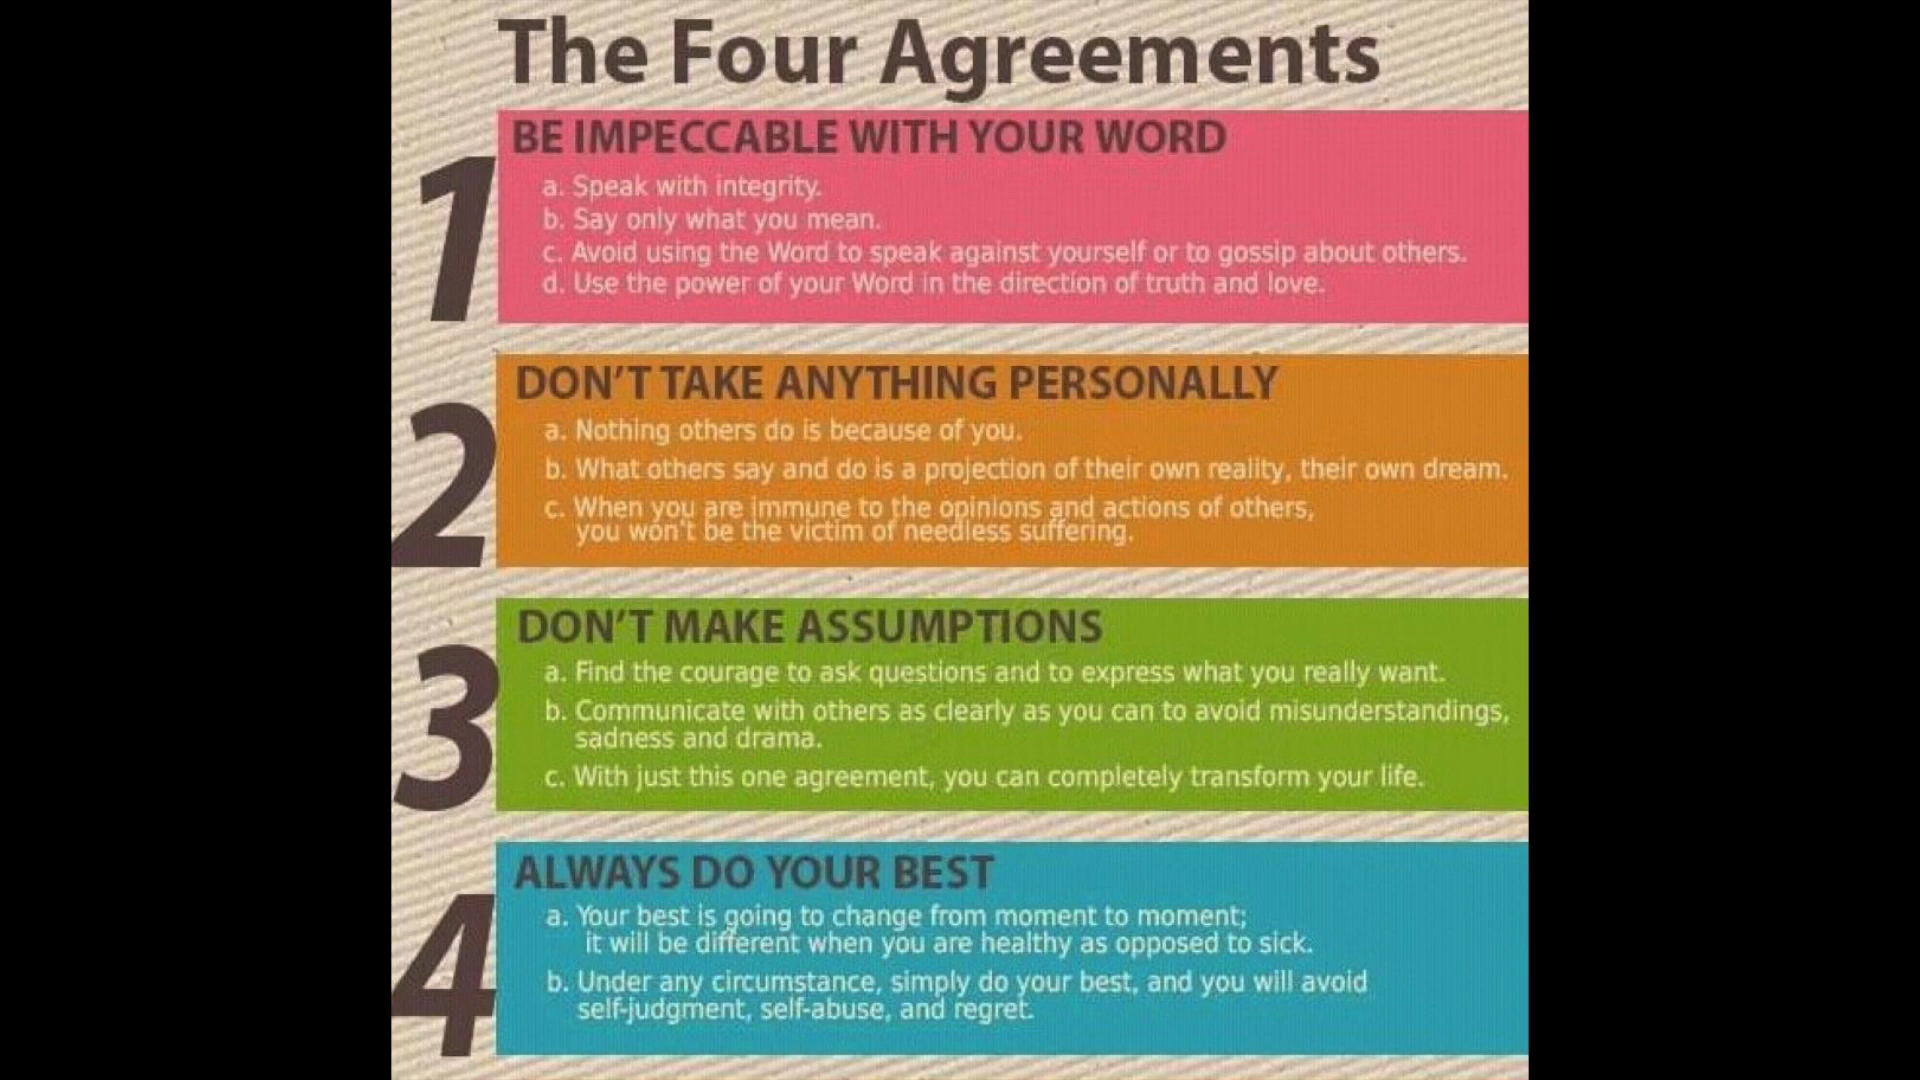 The Four Agreements
1
BE IMPECCABLE WITH YOUR WORD
a. Speak with integrity.
b. Say only what you mean.
c. Avoid using the Word to speak against yourself or to gossip about others.
d. Use the power of your Word in the direction of truth and love.
2
DON'T TAKE ANYTHING PERSONALLY
a. Nothing others do is because of you.
b. What others say and do is a projection of their own reality, their own dream.
c. When you are immune to the opinions and actions of others,
you won't be the victim of needless suffering.
3
DON'T MAKE ASSUMPTIONS
a. Find the courage to ask questions and to express what you really want.
b. Communicate with others as clearly as you can to avoid misunderstandings,
sadness and drama.
c. With just this one agreement, you can completely transform your life.
4
ALWAYS DO YOUR BEST
a. Your best is going to change from moment to moment;
it will be different when you are healthy as opposed to sick.
b. Under any circumstance, simply do your best, and you will avoid
self-judgment, self-abuse, and regret.